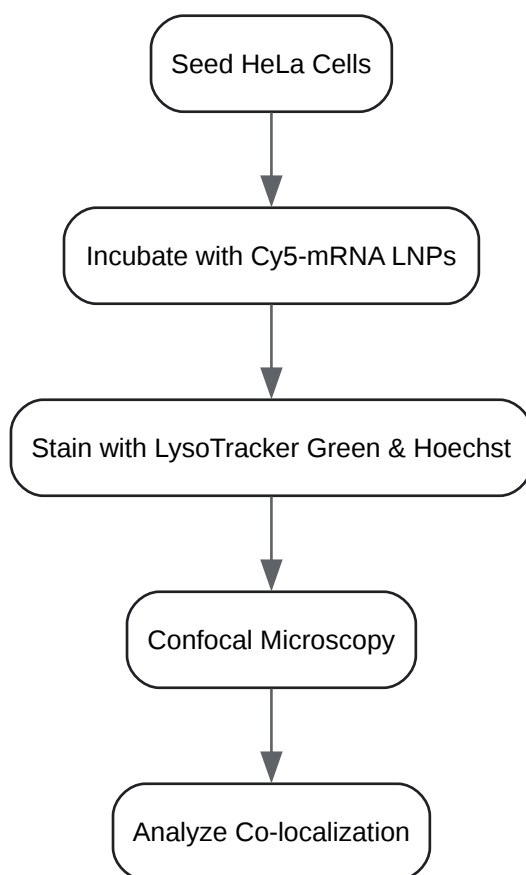 Seed HeLa Cells
Incubate with Cy5-mRNA LNPs
Stain with LysoTracker Green & Hoechst
Confocal Microscopy
Analyze Co-localization